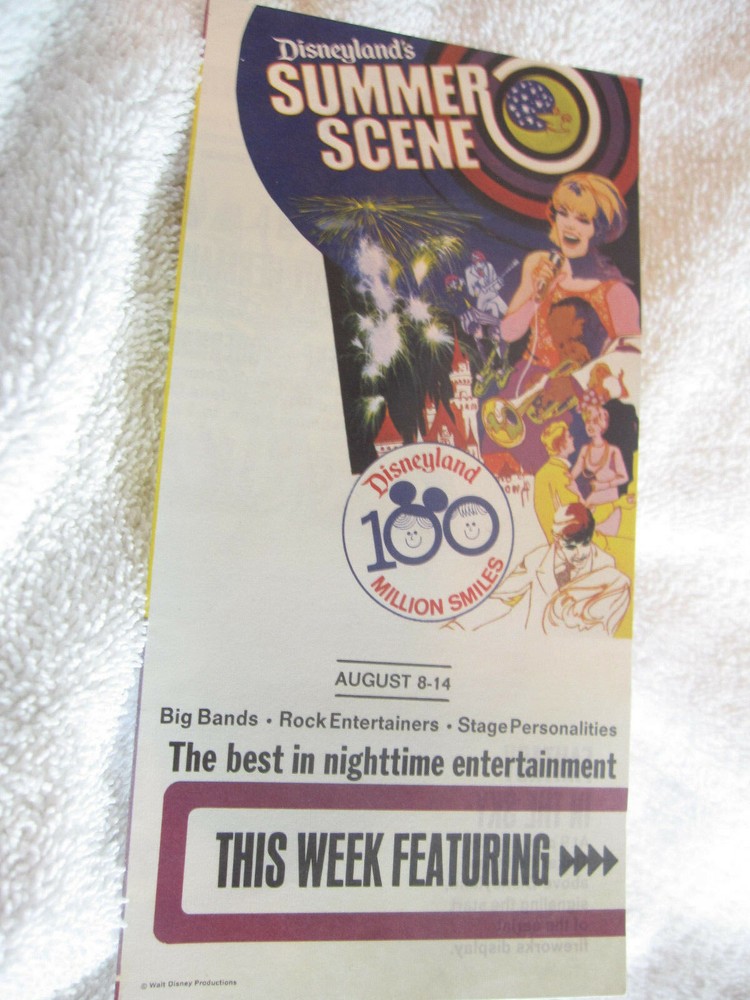 Disneyland's
SUMMER
SCENE
Disneyland
100
MILLION SMILES
AUGUST 8-14
Big Bands • Rock Entertainers • Stage Personalities
The best in nighttime entertainment
THIS WEEK FEATURING
© Walt Disney Productions